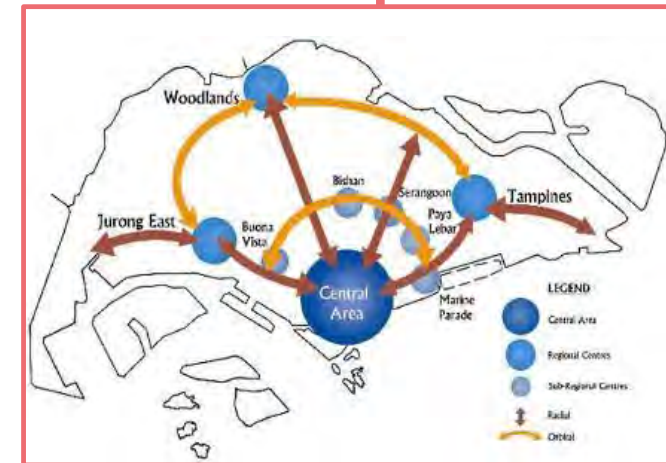 Woodlands
Bishan
Serangoon
Paya
Lebar
Tampines
Jurong East
Buona
Vista
Central
Area
Marine
Parade
LEGEND
Central Area
Regional Centres
Sub-Regional Centres
Radial
Orbital